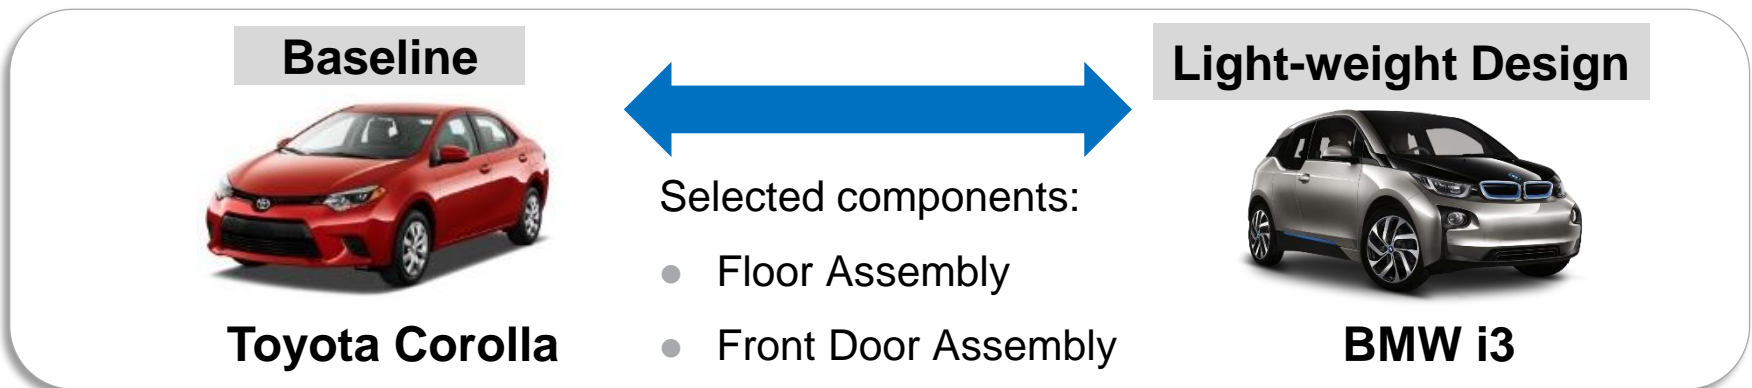 Baseline
Light-weight Design
Selected components:
● Floor Assembly
● Front Door Assembly
Toyota Corolla
BMW i3